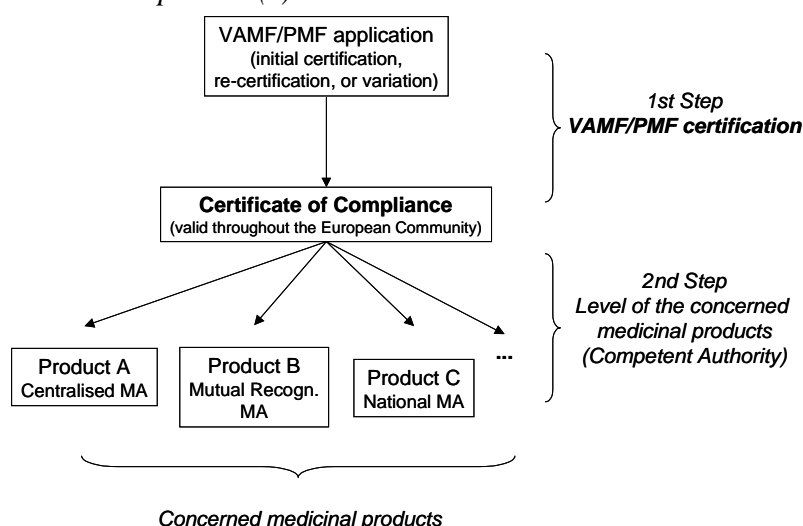 VAMF/PMF application
(initial certification,
re-certification, or variation)
1st Step
VAMF/PMF certification
Certificate of Compliance
(valid throughout the European Community)
2nd Step
Level of the concerned
medicinal products
(Competent Authority)
Product A
Centralised MA
Product B
Mutual Recogn.
MA
Product C
National MA
...
Concerned medicinal products